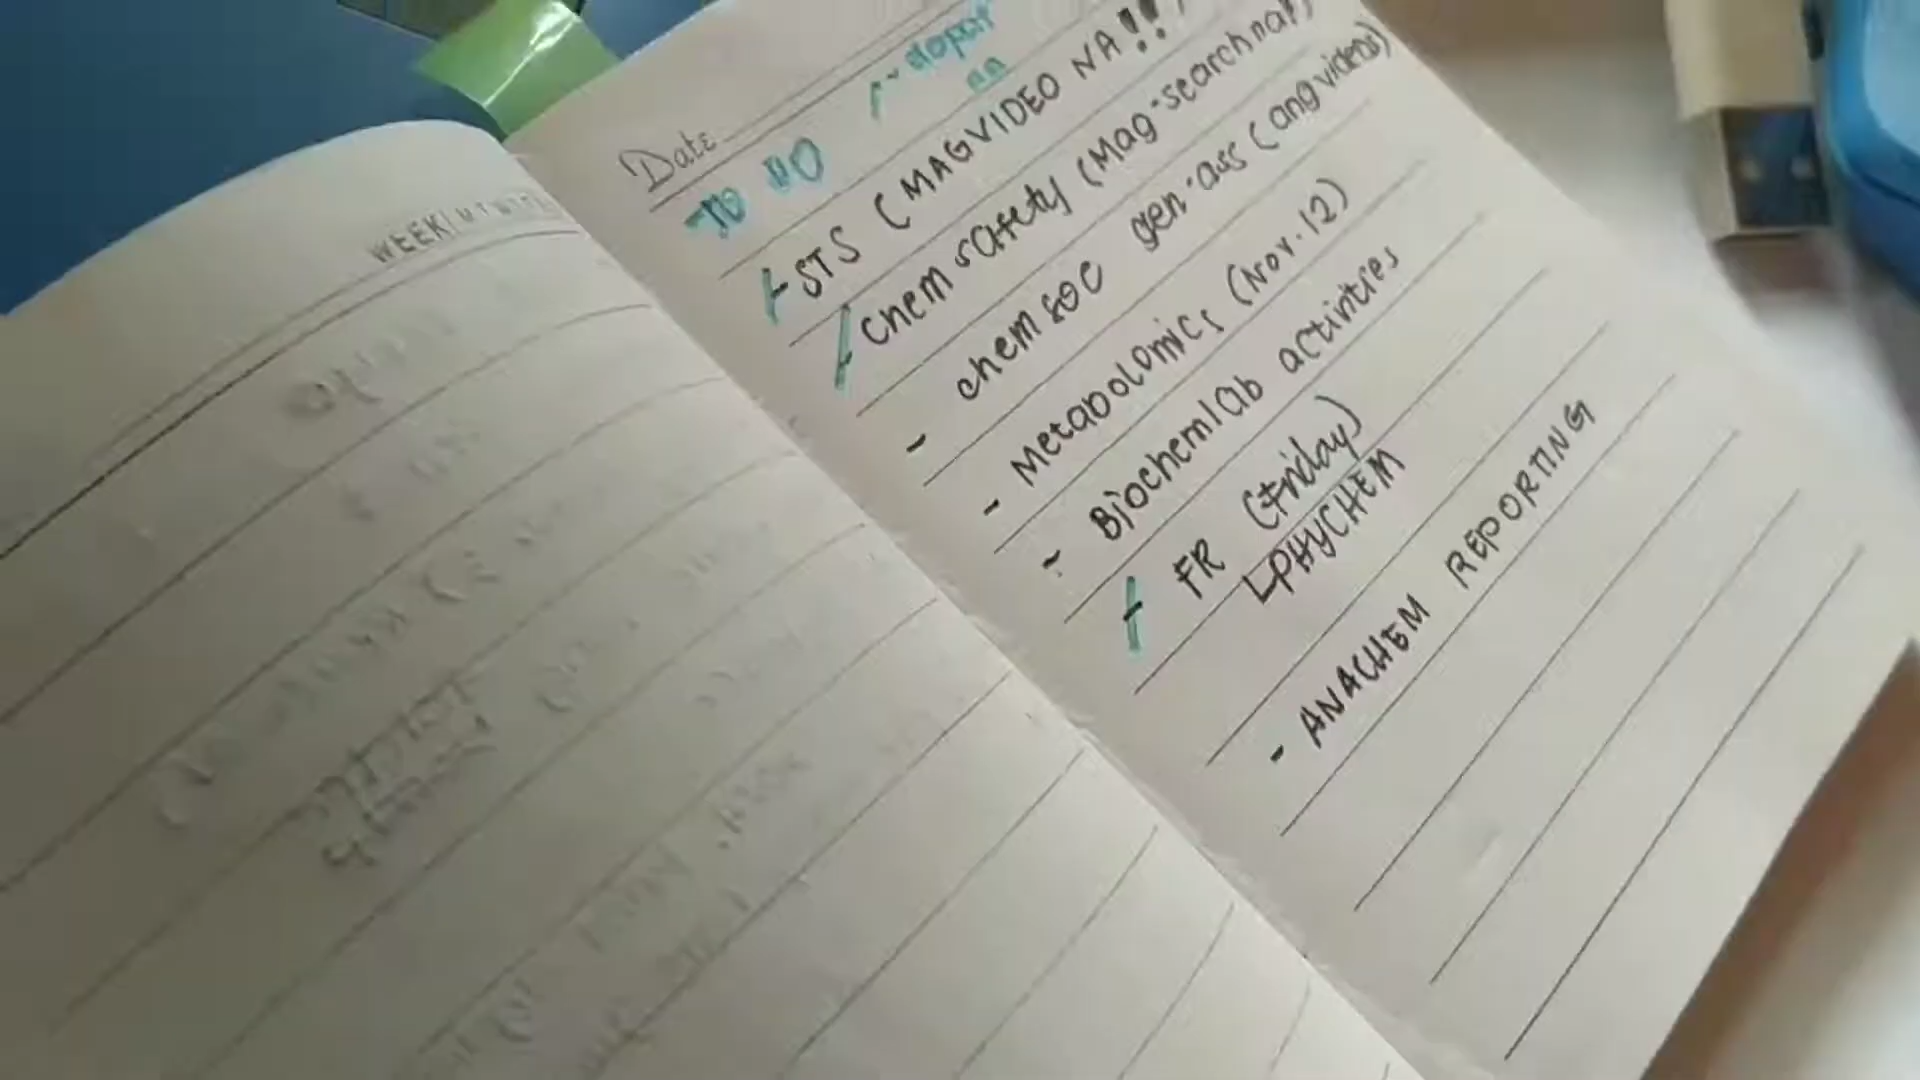 WEEK
Date
TO DO
- STS (MAGVIDEO NA!!!
- chem safety (Mag-search na!)
- chem soc gen-ass (ang videos)
- Metabolomics (Nov. 12)
- Biochemlab activities
- FR (Friday)
PHYCHEM
- ANACHEM REPORTING